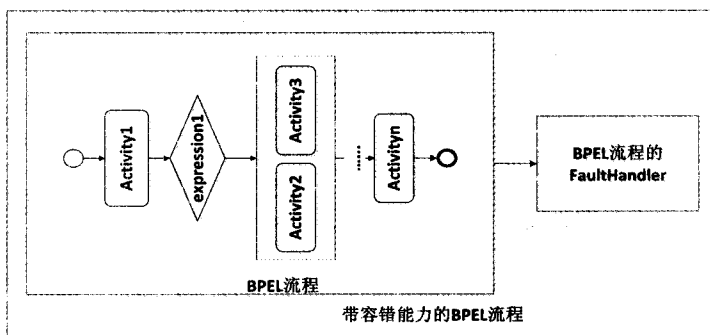 Activity1
expression1
Activity3
Activity2
Activityn
BPEL流程的
FaultHandler
BPEL流程
带容错能力的BPEL流程